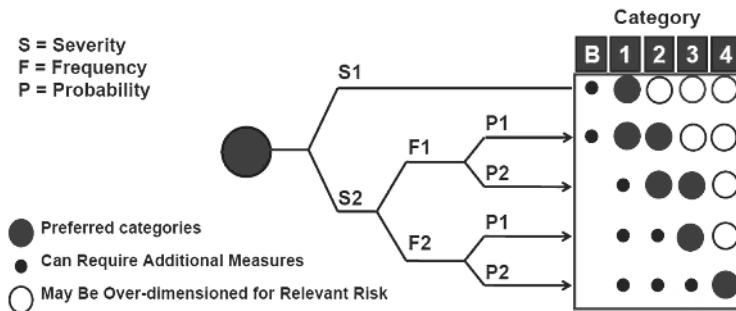 Category
S = Severity
F = Frequency
P = Probability
B 1 2 3 4
S1
P1
F1
P2
S2
P1
F2
P2
Preferred categories
Can Require Additional Measures
May Be Over-dimensioned for Relevant Risk